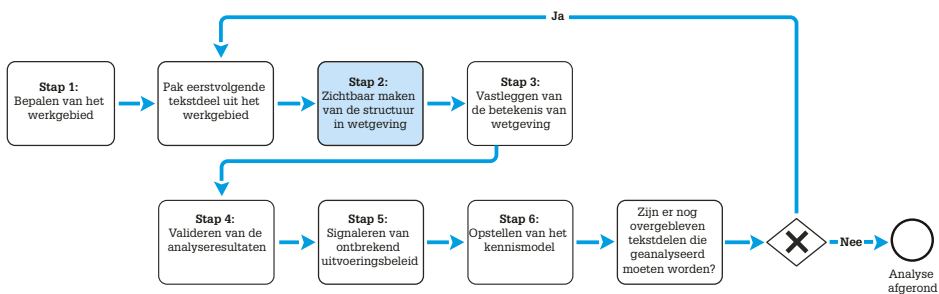 Ja
Stap 1:
Bepalen van het
werkgebied
Pak eerstvolgende
tekstdeel uit het
werkgebied
Stap 2:
Zichtbaar maken
van de structuur
in wetgeving
Stap 3:
Vastleggen van
de betekenis van
wetgeving
Stap 4:
Valideren van de
analyseresultaten
Stap 5:
Signaleren van
ontbrekend
uitvoeringsbeleid
Stap 6:
Opstellen van het
kennismodel
Zijn er nog
overgebleven
tekstdelen die
geanalyseerd
moeten worden?
Nee
Analyse
afgerond